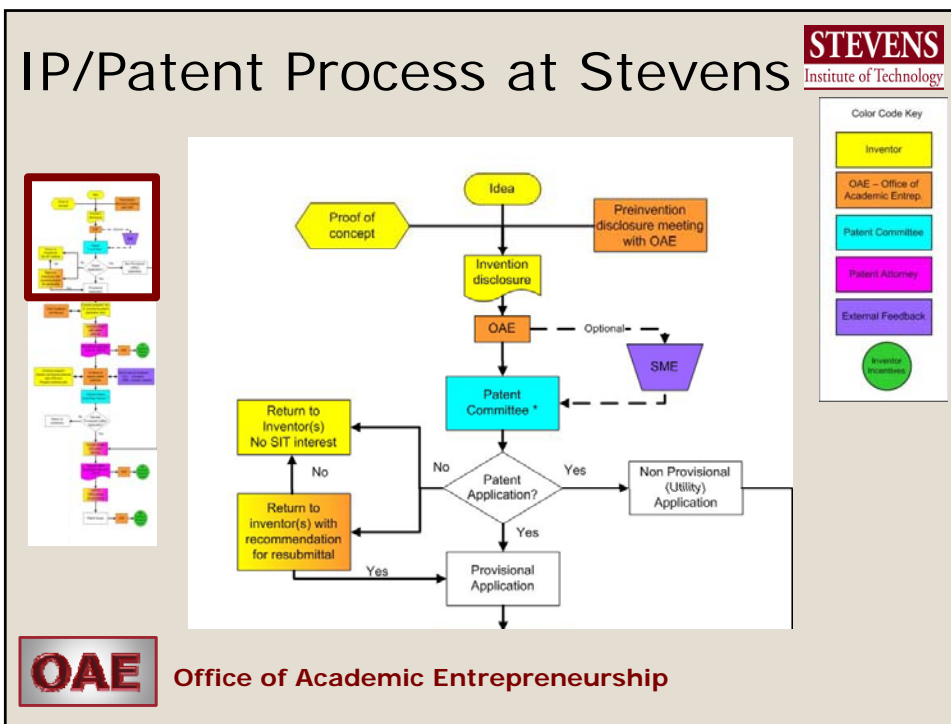 IP/Patent Process at Stevens
STEVENS
Institute of Technology
Color Code Key
Inventor
OAE – Office of
Academic Entrep.
Patent Committee
Patent Attorney
External Feedback
Inventor
Incentives
Idea
Proof of
concept
Preinvention
disclosure meeting
with OAE
Invention
disclosure
OAE
Optional
SME
Patent
Committee *
Return to
Inventor(s)
No SIT interest
No
No
Patent
Application?
Yes
Non Provisional
(Utility)
Application
Return to
inventor(s) with
recommendation
for resubmittal
Yes
Yes
Provisional
Application
OAE
Office of Academic Entrepreneurship